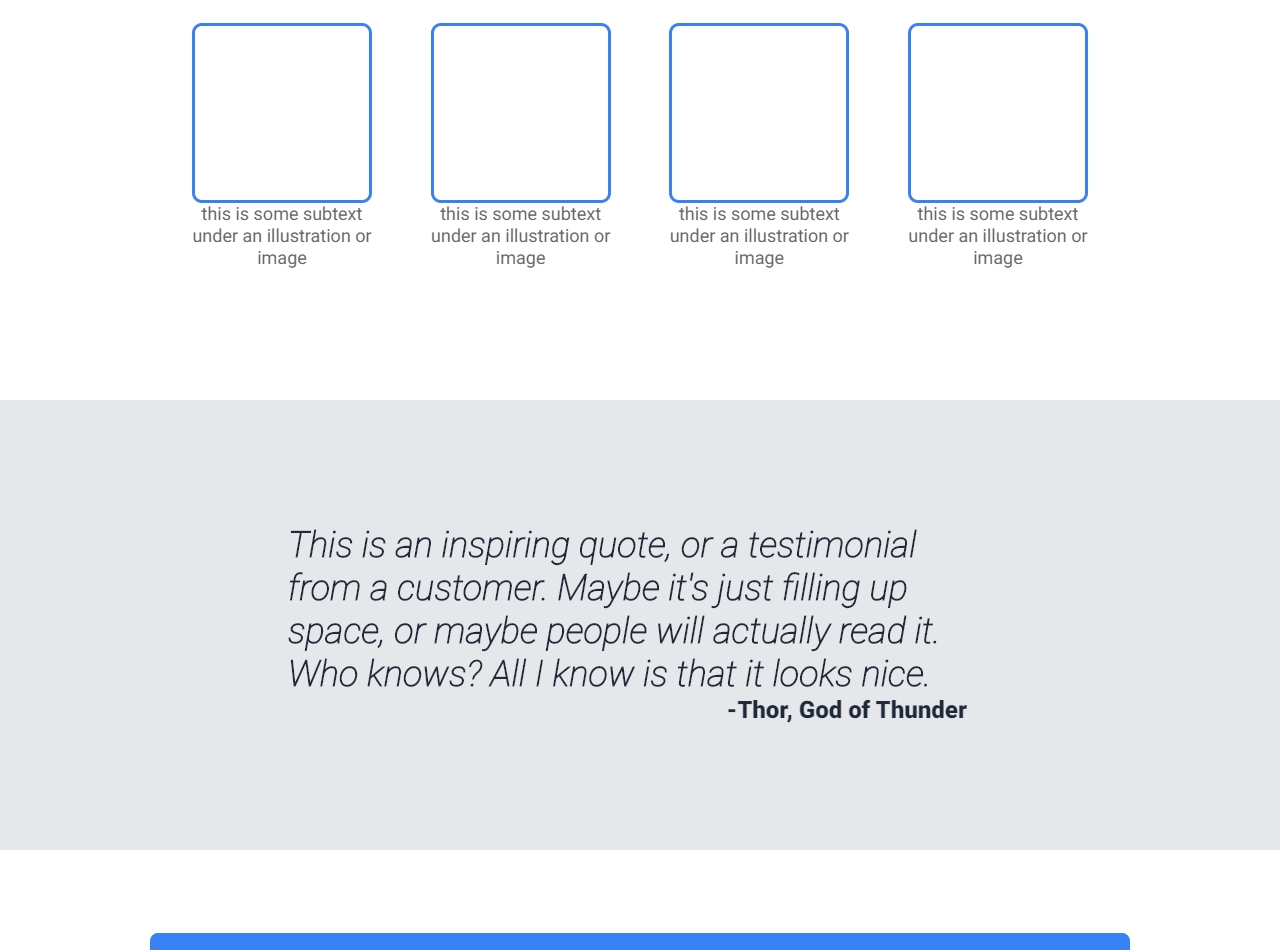 this is some subtext
under an illustration or
image
this is some subtext
under an illustration or
image
this is some subtext
under an illustration or
image
this is some subtext
under an illustration or
image
This is an inspiring quote, or a testimonial
from a customer. Maybe it's just filling up
space, or maybe people will actually read it.
Who knows? All I know is that it looks nice.
-Thor, God of Thunder